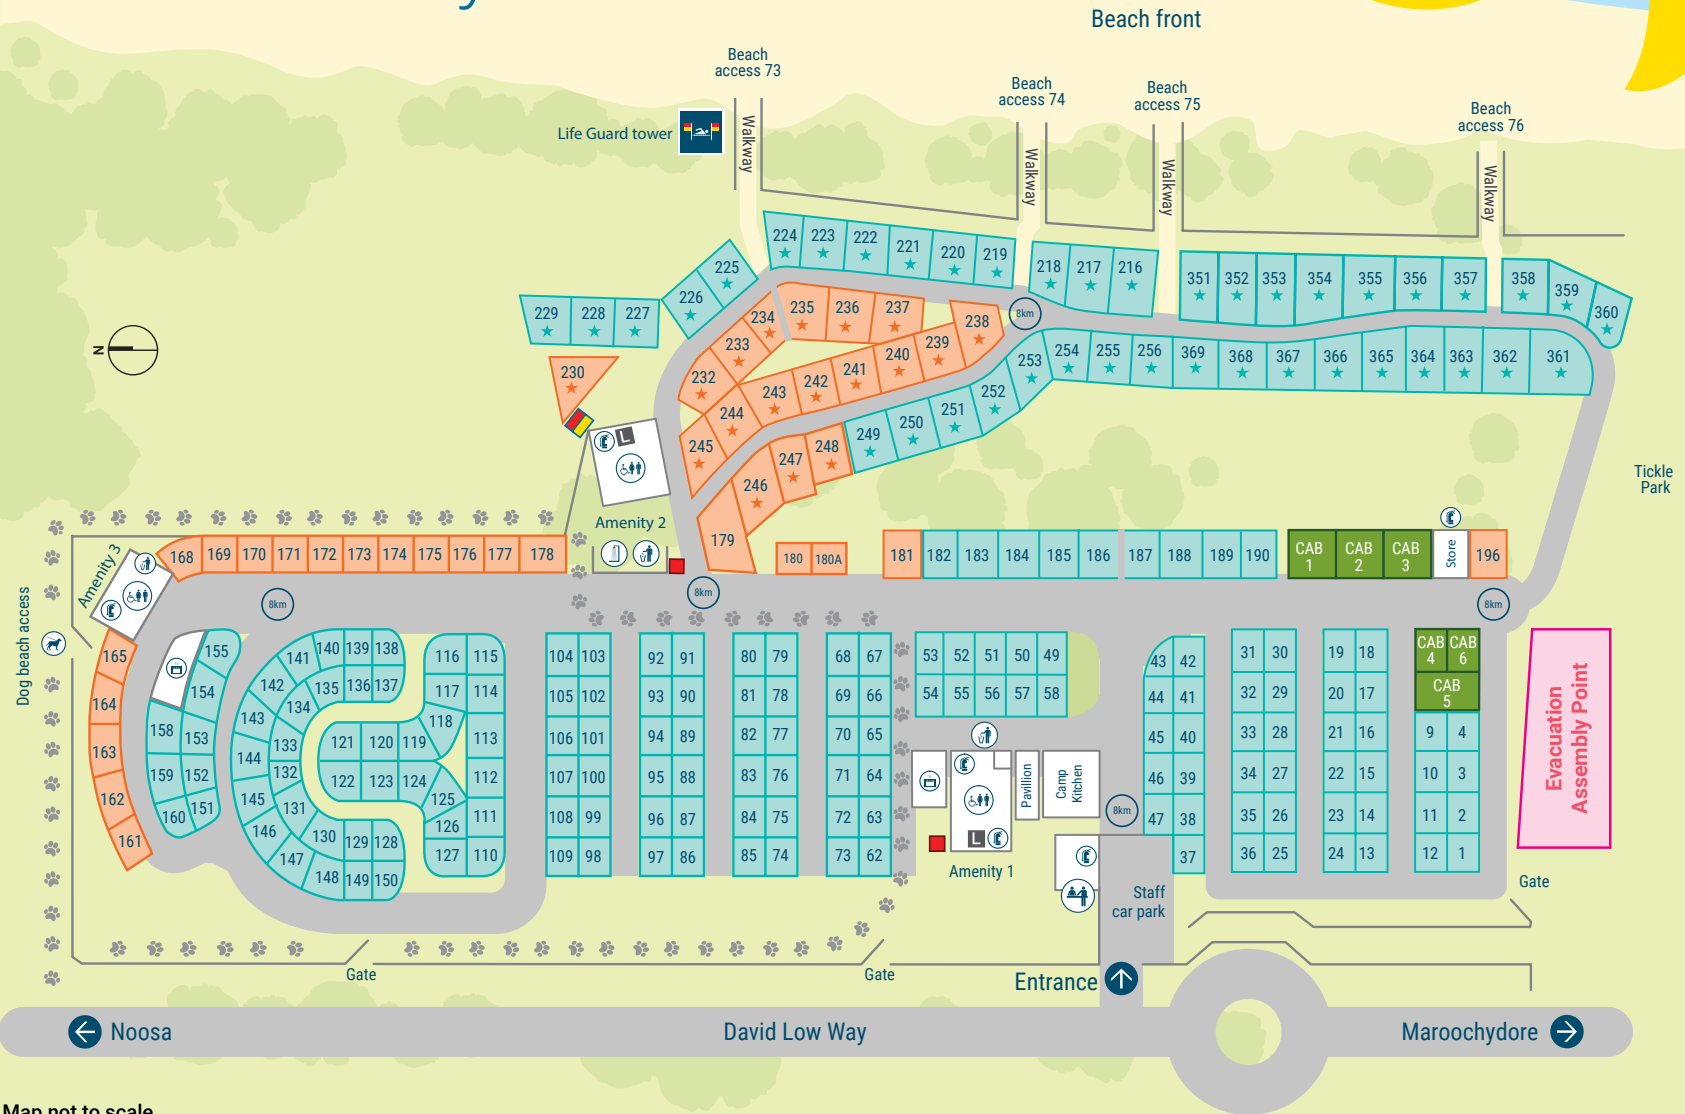 Beach front
Beach
access 73
Beach
access 74
Beach
access 75
Beach
access 76
Life Guard tower
Walkway
Walkway
Walkway
Walkway
224 223 222 221 220 219
218 217 216
351 352 353 354 355 356 357
358 359 360
225
226
229 228 227
230
N
235 236 237
234
233
232
238
239
240
241
242
243
244
245
8km
253 254 255 256 369 368 367 366 365 364 363 362 361
252
251
250
249
248
247
246
179
L
Amenity 2
Tickle
Park
168 169 170 171 172 173 174 175 176 177 178
180 180A
181 182 183 184 185 186 187 188 189 190
CAB
1
CAB
2
CAB
3
Store
196
Amenity 3
Dog beach access
8km
8km
8km
165
164
163
162
161
155
154
158 153
159 152
160 151
141 140 139 138
142 135 136 137
143 134
144 133
132
145 131
146 130 129 128
147
148 149 150
121 120 119
122 123 124
116 115
117 114
118
113
112
125
111
126
127 110
104 103
105 102
106 101
107 100
108 99
109 98
92 91
93 90
94 89
95 88
96 87
97 86
80 79
81 78
82 77
83 76
84 75
85 74
68 67
69 66
70 65
71 64
72 63
73 62
53 52 51 50 49
54 55 56 57 58
Pavilion
Camp
Kitchen
L
Amenity 1
8km
43 42
44 41
45 40
46 39
47 38
37
31 30
32 29
33 28
34 27
35 26
36 25
19 18
20 17
21 16
22 15
23 14
24 13
CAB
4
CAB
6
CAB
5
9 4
10 3
11 2
12 1
Evacuation
Assembly Point
Staff
car park
Gate
Gate
Gate
Entrance
Noosa
David Low Way
Maroochydore
Map not to scale